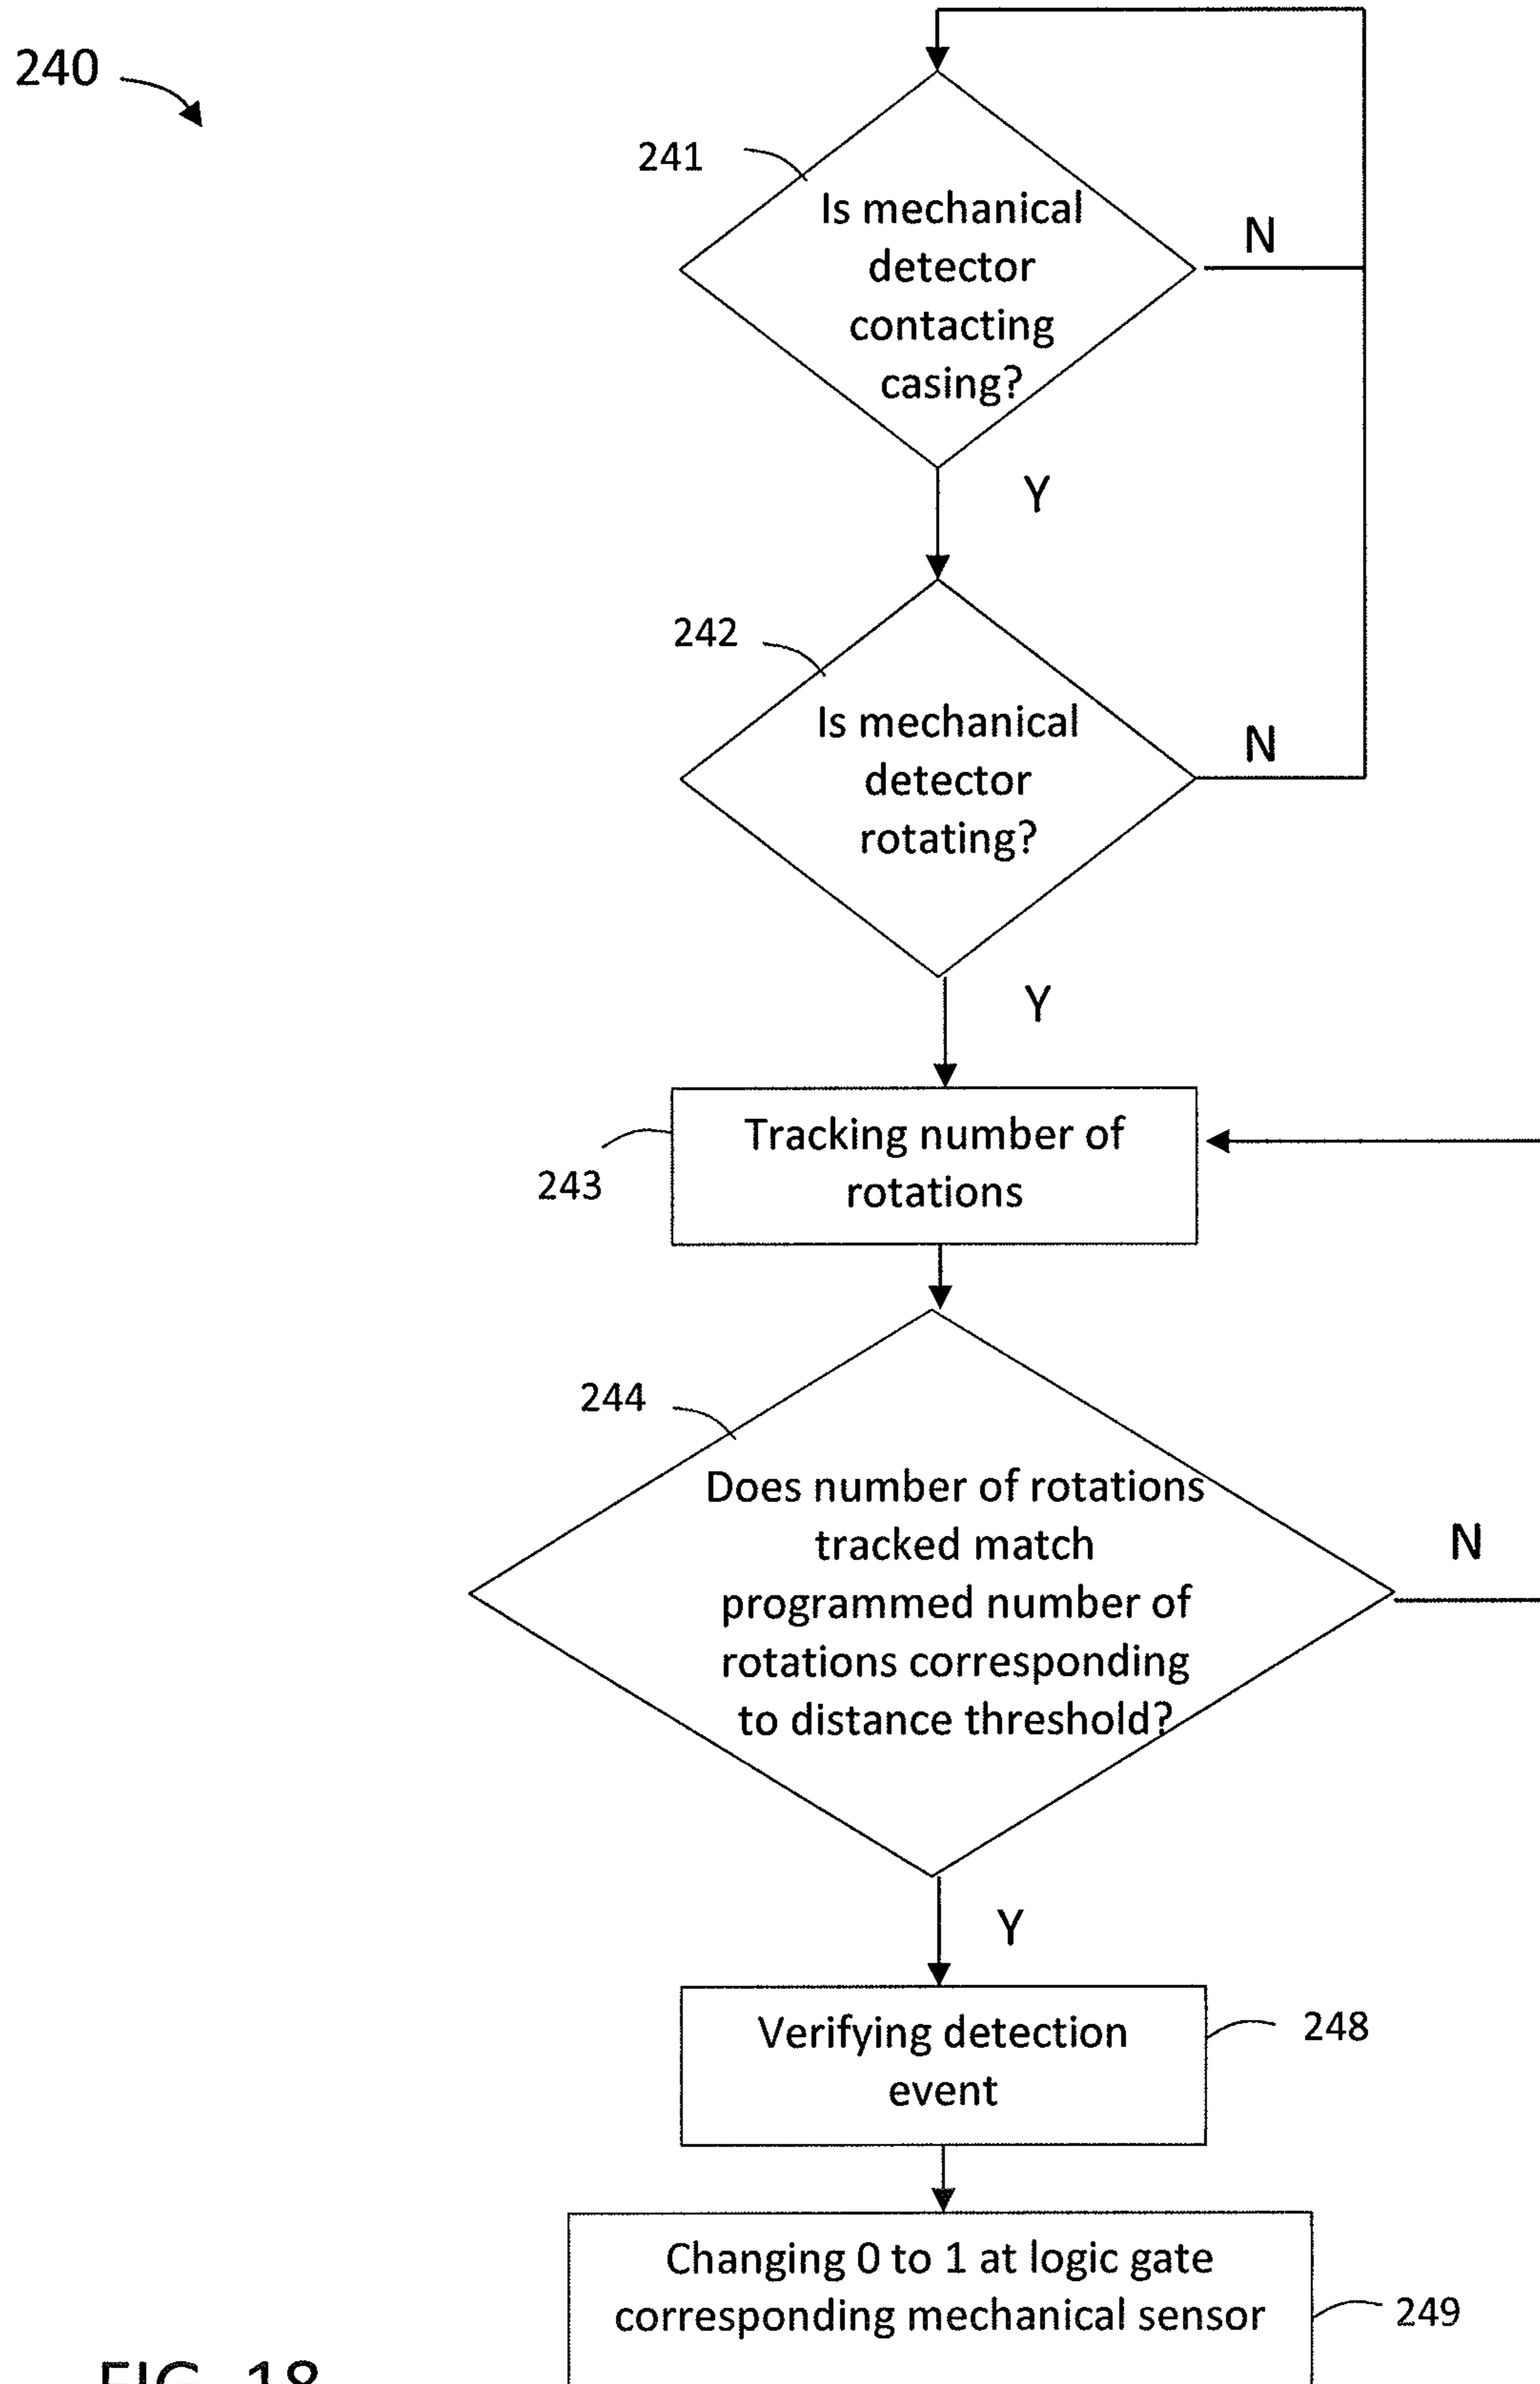 240
241
Is mechanical
detector
contacting
casing?
N
Y
242
Is mechanical
detector
rotating?
N
Y
243
Tracking number of
rotations
244
Does number of rotations
tracked match
programmed number of
rotations corresponding
to distance threshold?
N
Y
Verifying detection
event
248
Changing 0 to 1 at logic gate
corresponding mechanical sensor
249
FIG. 18